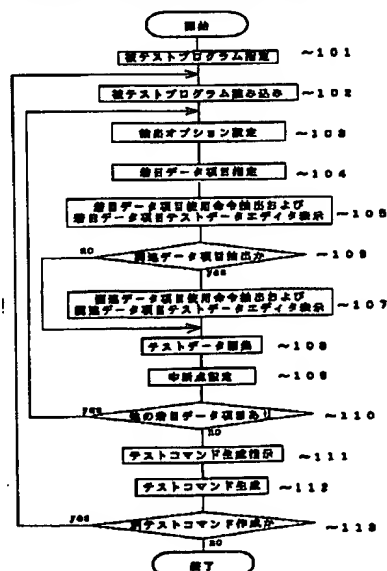 開始
被テストプログラム指定 ~101
被テストプログラム読み込み ~102
抽出オプション設定 ~103
着目データ項目指定 ~104
着目データ項目使用命令抽出および
着目データ項目テストデータエディタ表示 ~105
no
関連データ項目抽出か ~106
yes
関連データ項目使用命令抽出および
関連データ項目テストデータエディタ表示 ~107
テストデータ編集 ~108
中断点設定 ~109
yes
他の着目データ項目あり ~110
no
テストコマンド生成指示 ~111
テストコマンド生成 ~112
yes
別テストコマンド作成か ~113
no
終了